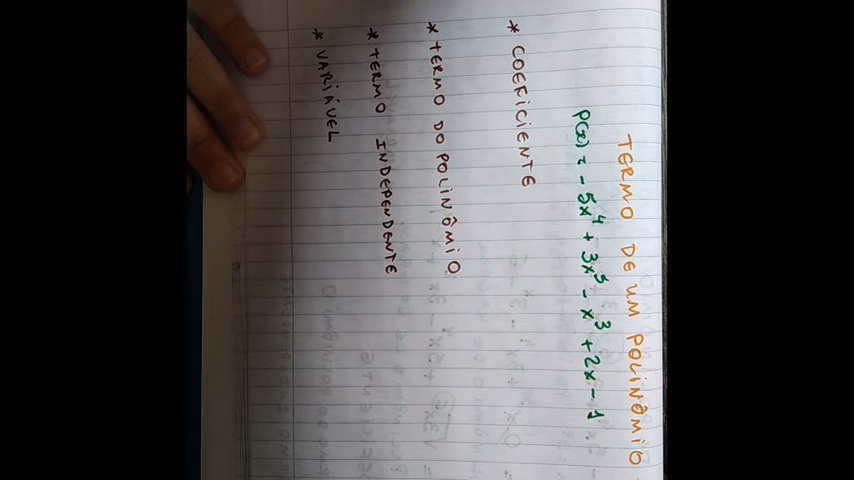 TERMO DE UM POLINÔMIO
P(x) = - 5x⁴ + 3x⁵ - x³ + 2x - 1
* COEFICIENTE
* TERMO DO POLINÔMIO
* TERMO INDEPENDENTE
* VARIÁVEL